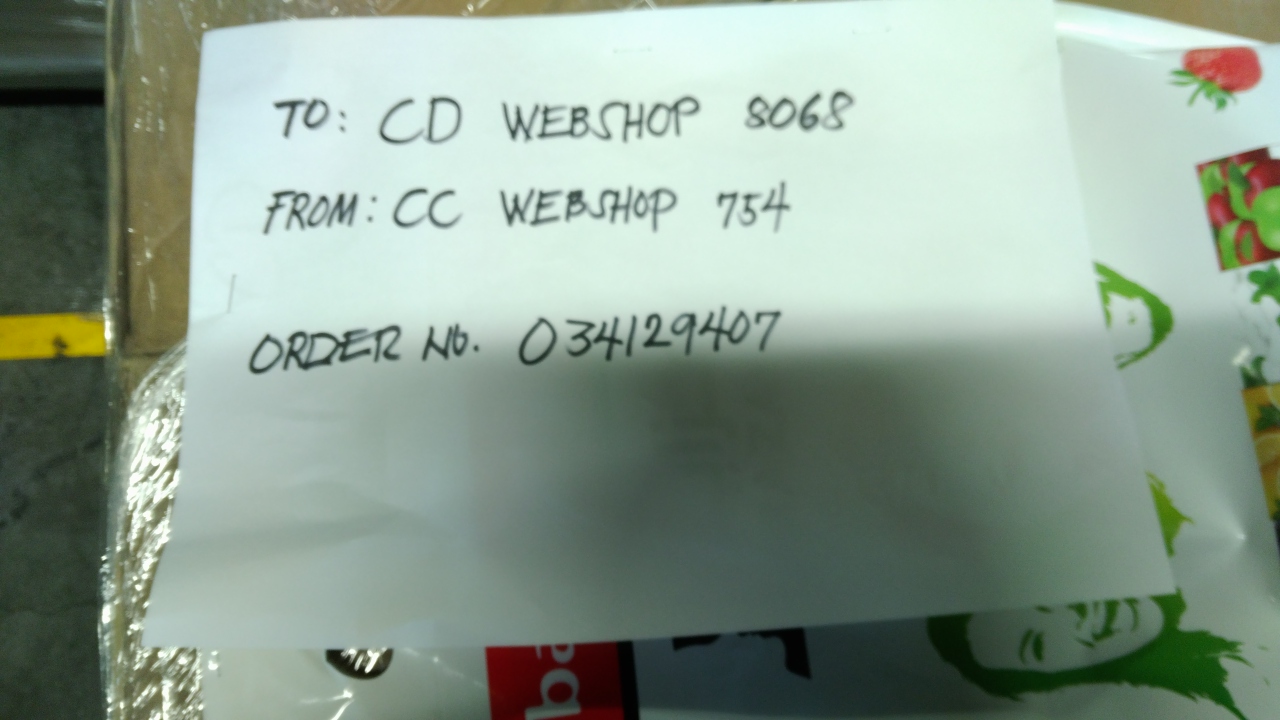 TO: CD WEBSHOP 8068
FROM: CC WEBSHOP 754
ORDER No. 034129407